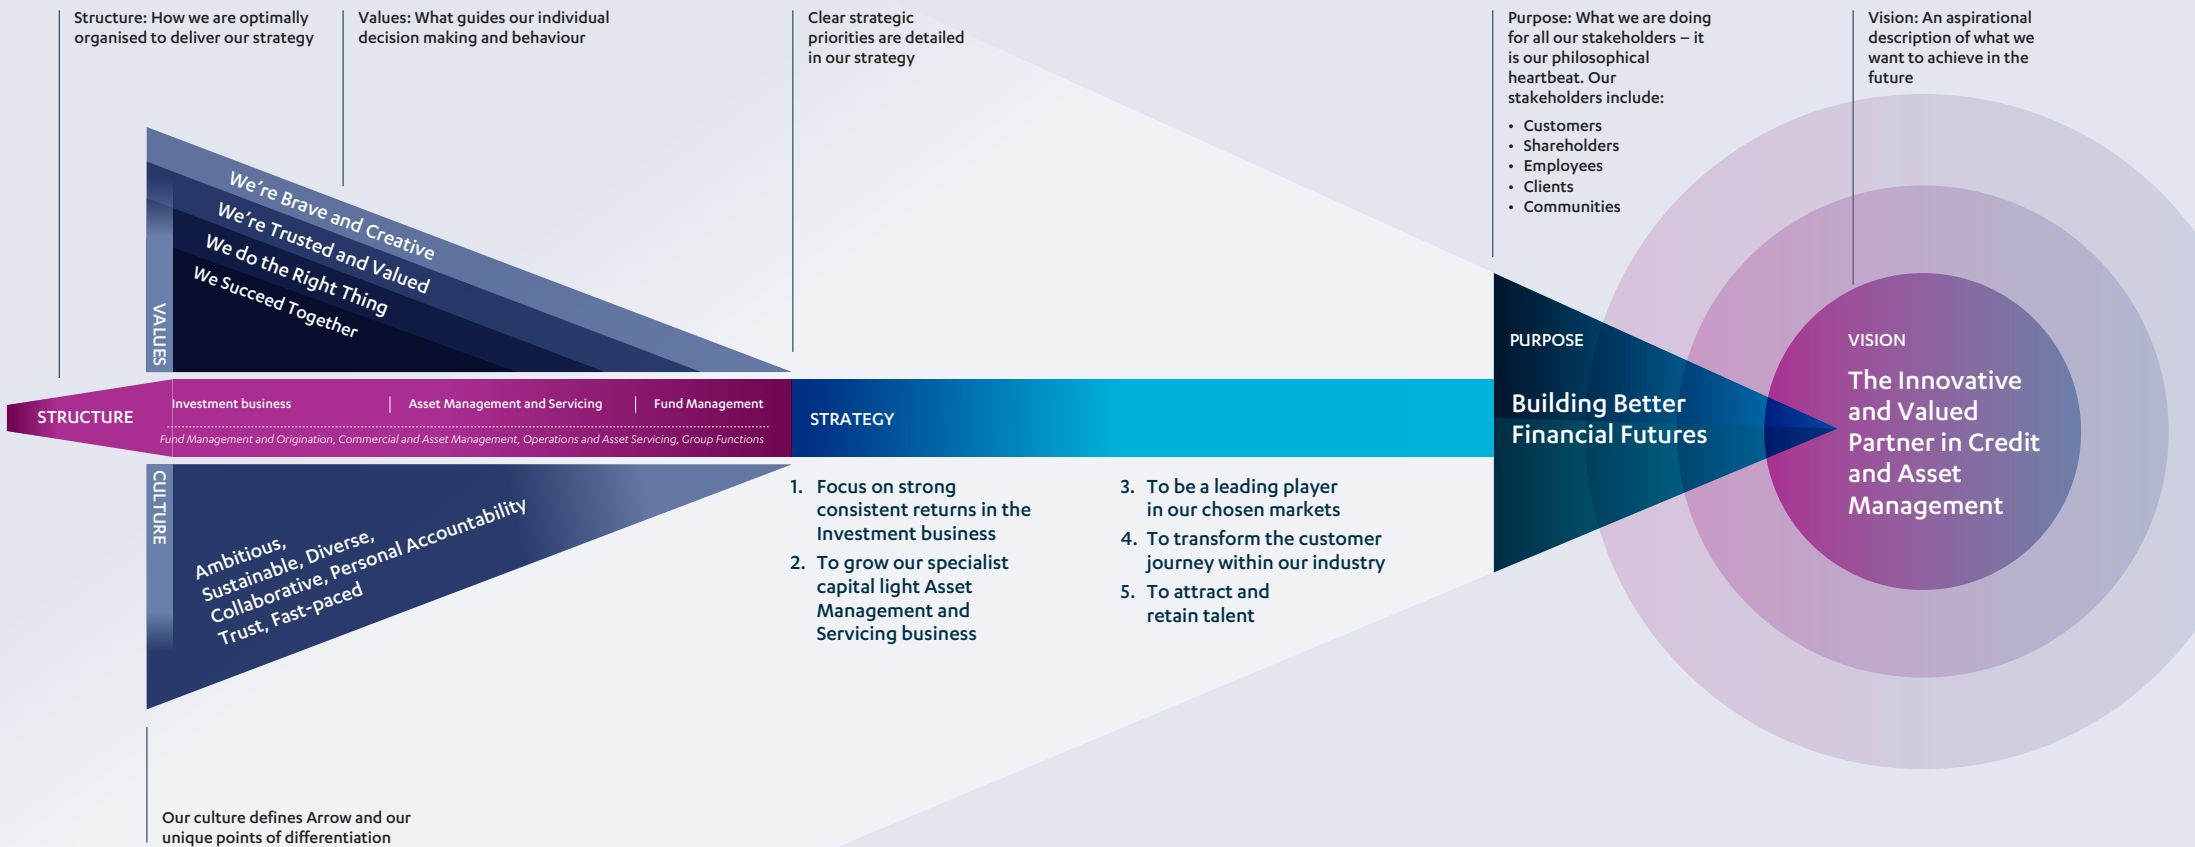 Structure: How we are optimally
organised to deliver our strategy
Values: What guides our individual
decision making and behaviour
Clear strategic
priorities are detailed
in our strategy
Purpose: What we are doing
for all our stakeholders – it
is our philosophical
heartbeat. Our
stakeholders include:
• Customers
• Shareholders
• Employees
• Clients
• Communities
Vision: An aspirational
description of what we
want to achieve in the
future
VALUES
We're Brave and Creative
We're Trusted and Valued
We do the Right Thing
We Succeed Together
STRUCTURE
Investment business | Asset Management and Servicing | Fund Management
Fund Management and Origination, Commercial and Asset Management, Operations and Asset Servicing, Group Functions
STRATEGY
1. Focus on strong
consistent returns in the
Investment business
2. To grow our specialist
capital light Asset
Management and
Servicing business
3. To be a leading player
in our chosen markets
4. To transform the customer
journey within our industry
5. To attract and
retain talent
PURPOSE
Building Better
Financial Futures
VISION
The Innovative
and Valued
Partner in Credit
and Asset
Management
CULTURE
Ambitious,
Sustainable, Diverse,
Collaborative, Personal Accountability
Trust, Fast-paced
Our culture defines Arrow and our
unique points of differentiation